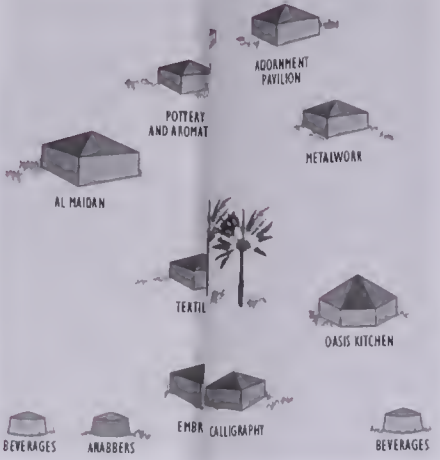 ADORNMENT
PAVILION
POTTERY
AND AROMAT
METALWORK
AL MAIDAN
TEXTIL
OASIS KITCHEN
EMBR
CALLIGRAPHY
BEVERAGES
ARABBERS
BEVERAGES